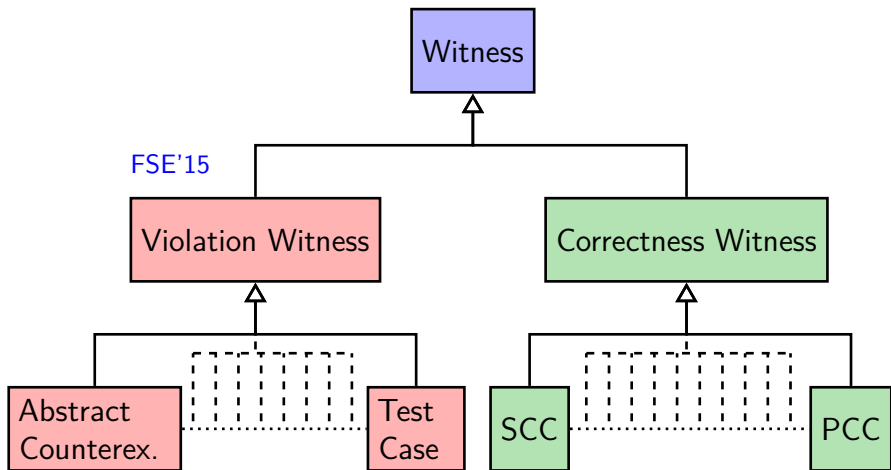 Witness
FSE'15
Violation Witness
Correctness Witness
Abstract
Counterex.
Test
Case
SCC
PCC